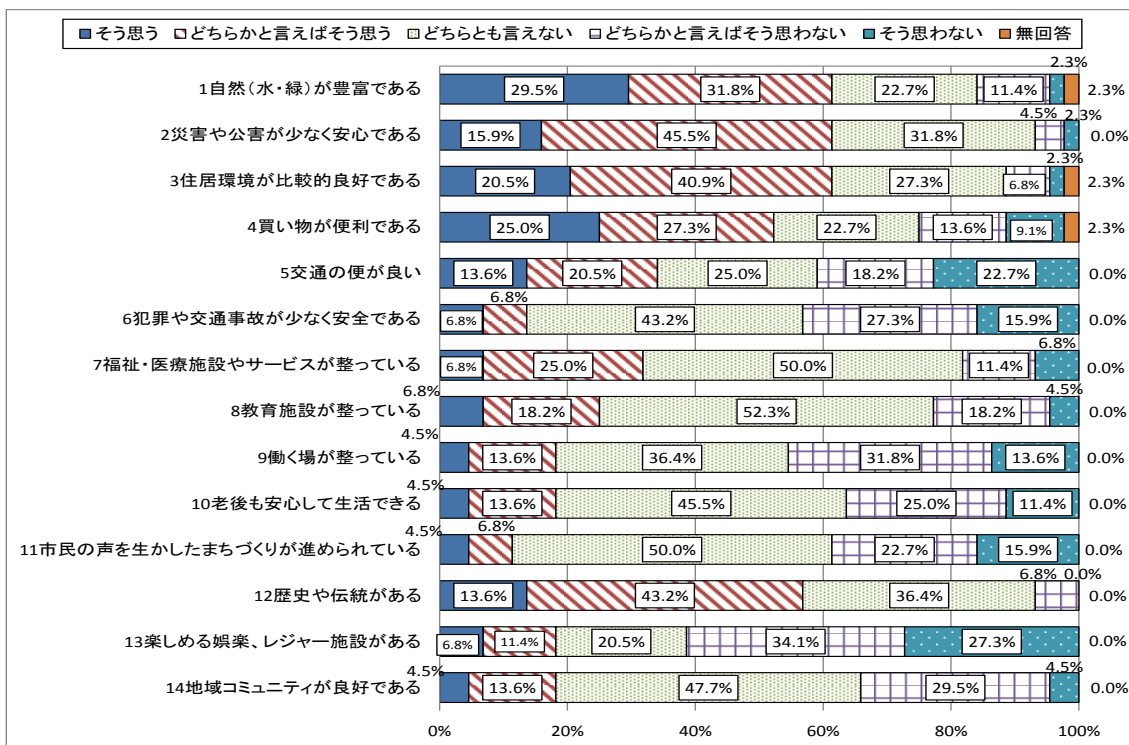 そう思う どちらかと言えばそう思う どちらとも言えない どちらかと言えばそう思わない そう思わない 無回答
2.3%
1自然(水・緑)が豊富である 29.5% 31.8% 22.7% 11.4% 2.3%
4.5% 2.3%
2災害や公害が少なく安心である 15.9% 45.5% 31.8% 0.0%
2.3%
3住居環境が比較的良好である 20.5% 40.9% 27.3% 6.8% 2.3%
4買い物が便利である 25.0% 27.3% 22.7% 13.6% 9.1% 2.3%
5交通の便が良い 13.6% 20.5% 25.0% 18.2% 22.7% 0.0%
6.8%
6犯罪や交通事故が少なく安全である 6.8% 43.2% 27.3% 15.9% 0.0%
6.8%
7福祉・医療施設やサービスが整っている 6.8% 25.0% 50.0% 11.4% 0.0%
6.8% 4.5%
8教育施設が整っている 18.2% 52.3% 18.2% 0.0%
4.5%
9働く場が整っている 13.6% 36.4% 31.8% 13.6% 0.0%
4.5%
10老後も安心して生活できる 13.6% 45.5% 25.0% 11.4% 0.0%
4.5% 6.8%
11市民の声を生かしたまちづくりが進められている 50.0% 22.7% 15.9% 0.0%
6.8% 0.0%
12歴史や伝統がある 13.6% 43.2% 36.4% 0.0%
13楽しめる娯楽、レジャー施設がある 6.8% 11.4% 20.5% 34.1% 27.3% 0.0%
4.5% 4.5%
14地域コミュニティが良好である 13.6% 47.7% 29.5% 0.0%
0% 20% 40% 60% 80% 100%